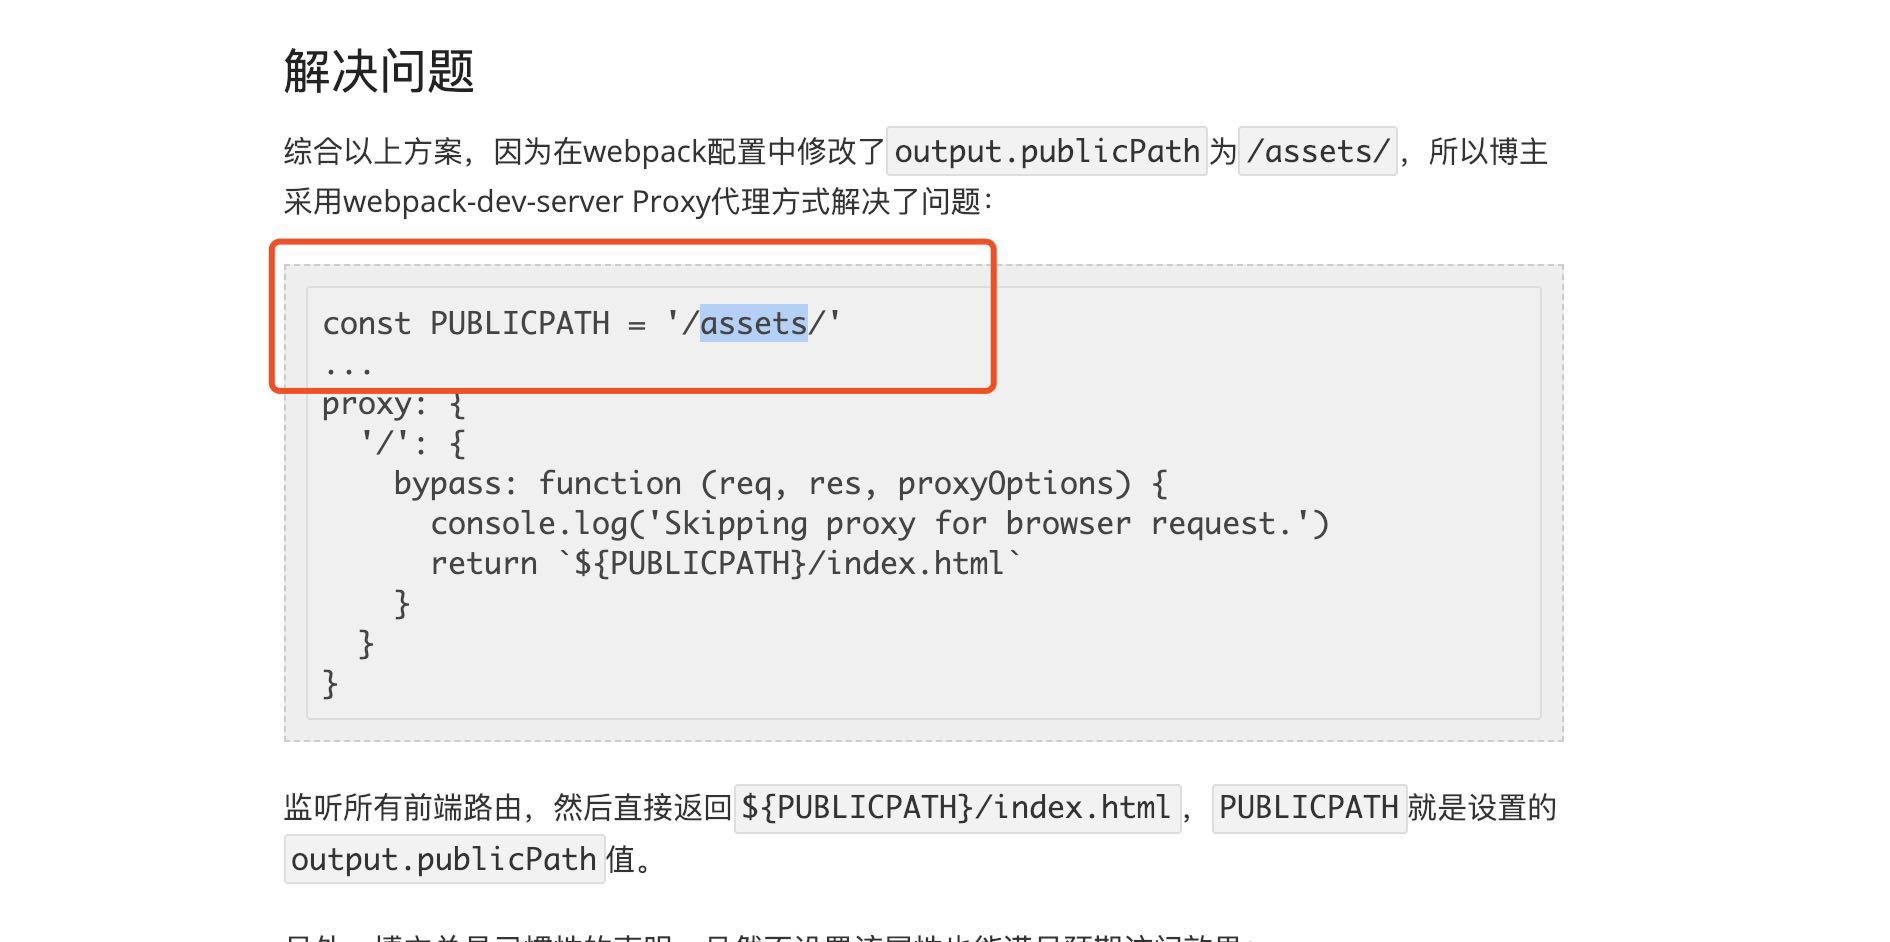 解决问题
综合以上方案，因为在webpack配置中修改了output.publicPath为/assets/，所以博主
采用webpack-dev-server Proxy代理方式解决了问题：
const PUBLICPATH = '/assets/'
...
proxy: {
  '/': {
    bypass: function (req, res, proxyOptions) {
      console.log('Skipping proxy for browser request.')
      return `${PUBLICPATH}/index.html`
    }
  }
}
监听所有前端路由，然后直接返回${PUBLICPATH}/index.html，PUBLICPATH就是设置的
output.publicPath值。